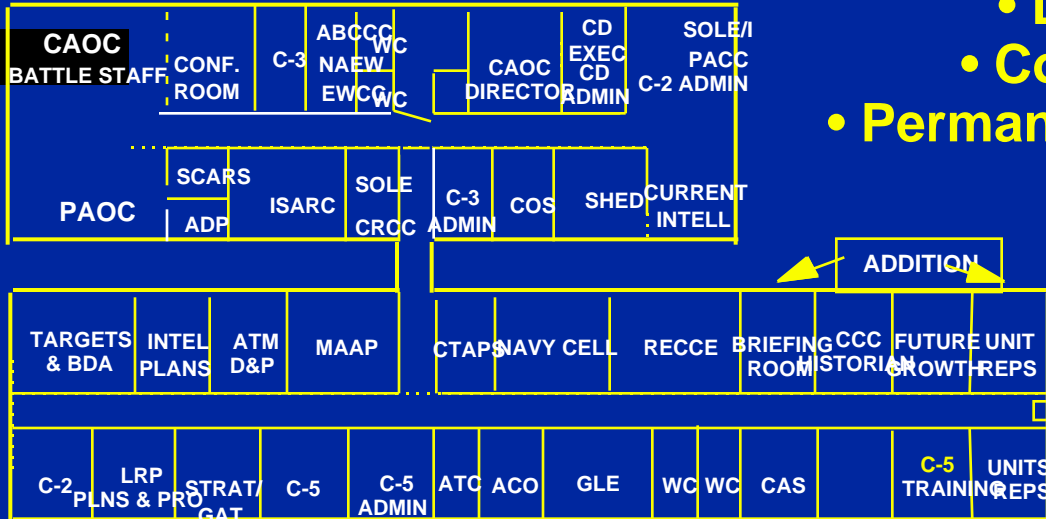 CAOC
BATTLE STAFF
CONF.
ROOM
C-3
ABCCC
NAEW
EWCC
WC
WC
CAOC
DIRECTOR
CD
EXEC
CD
ADMIN
SOLE/I
PACC
C-2 ADMIN
• Co
• Perman
PAOC
SCARS
ADP
ISARC
SOLE
CRCC
C-3
ADMIN
COS
SHED
CURRENT
INTELL
ADDITION
TARGETS
& BDA
INTEL
PLANS
ATM
D&P
MAAP
CTAPS
NAVY CELL
RECCE
BRIEFING
ROOM
CCC
HISTORIAN
FUTURE
GROWTH
UNIT
REPS
C-2
LRP
PLNS & PRO
STRAT/
GAT
C-5
C-5
ADMIN
ATC
ACO
GLE
WC
WC
CAS
C-5
TRAINING
UNITS
REPS